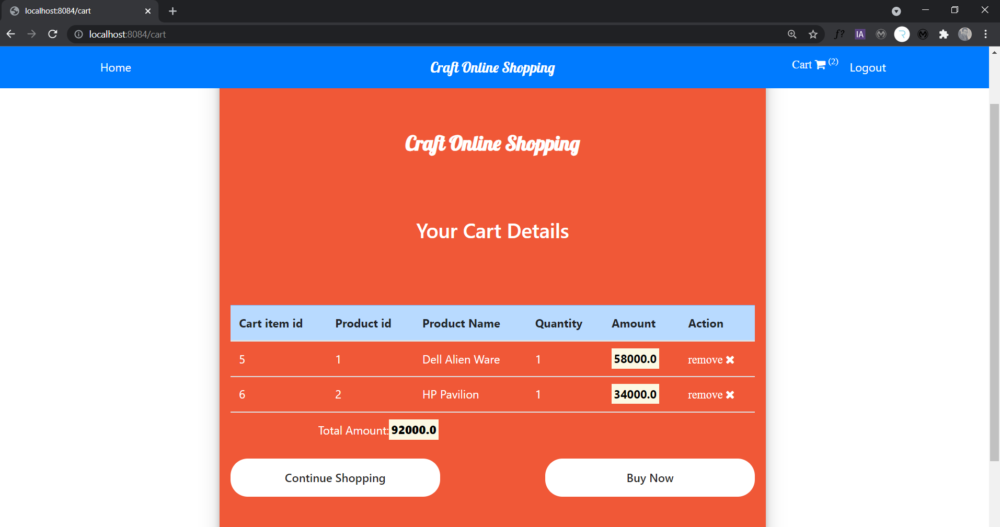 localhost:8084/cart
localhost:8084/cart
f? IA
Home Craft Online Shopping Cart (2) Logout
Craft Online Shopping
Your Cart Details
Cart item id Product id Product Name Quantity Amount Action
5 1 Dell Alien Ware 1 58000.0 remove
6 2 HP Pavilion 1 34000.0 remove
Total Amount:92000.0
Continue Shopping Buy Now